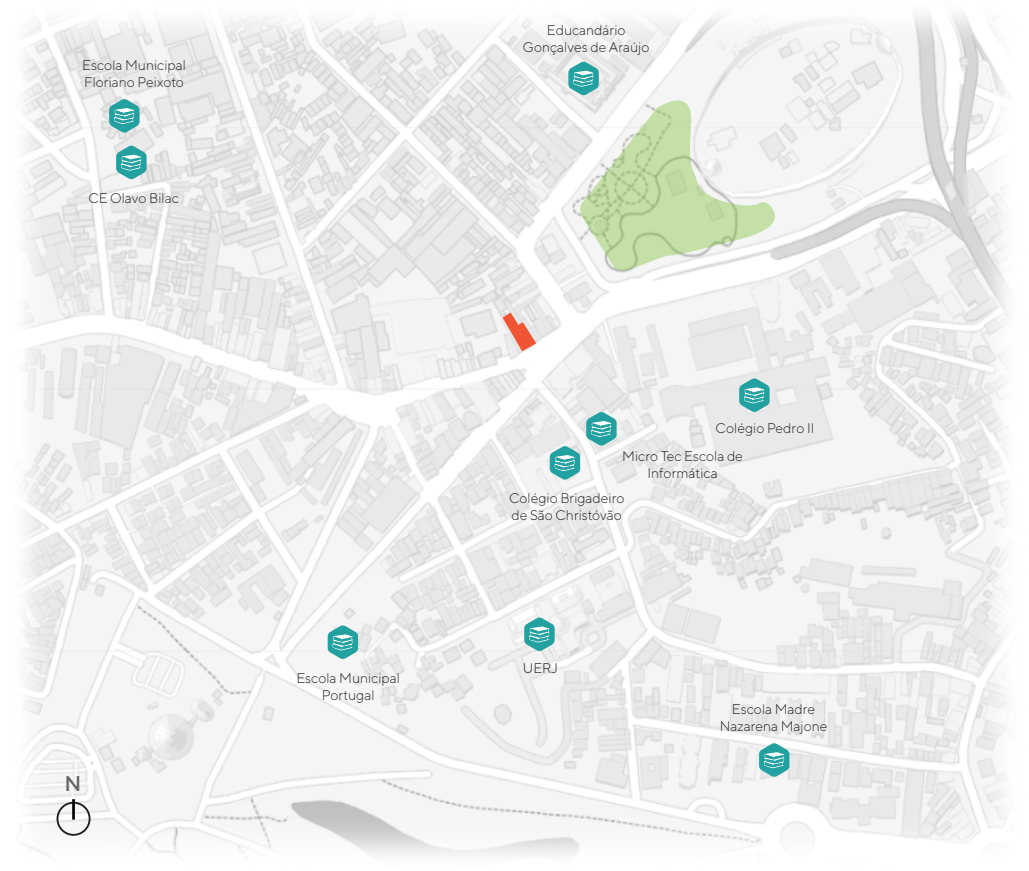 Educandário
Gonçalves de Araújo
Escola Municipal
Floriano Peixoto
CE Olavo Bilac
Colégio Pedro II
Micro Tec Escola de
Informática
Colégio Brigadeiro
de São Christóvão
UERJ
Escola Municipal
Portugal
Escola Madre
Nazarena Majone
N